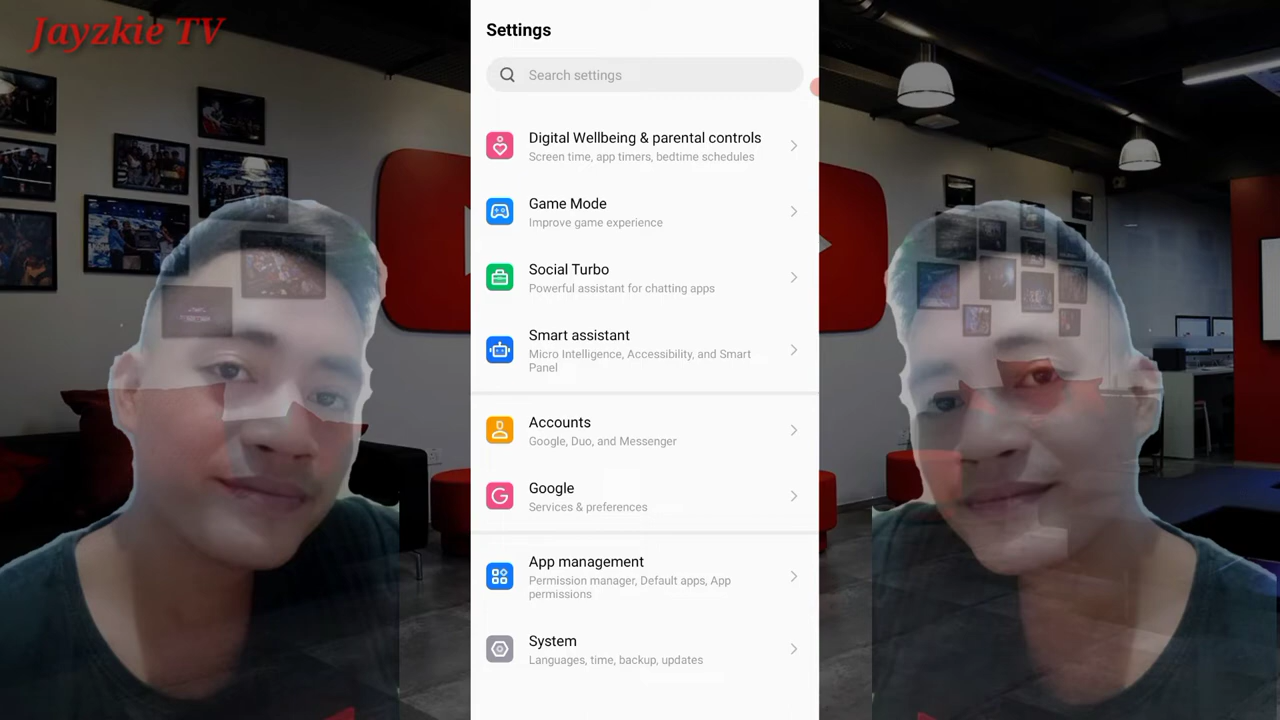 Jayzkie TV
Settings
Search settings
Digital Wellbeing & parental controls
Screen time, app timers, bedtime schedules
Game Mode
Improve game experience
Social Turbo
Powerful assistant for chatting apps
Smart assistant
Micro Intelligence, Accessibility, and Smart
Panel
Accounts
Google, Duo, and Messenger
Google
Services & preferences
App management
Permission manager, Default apps, App
permissions
System
Languages, time, backup, updates